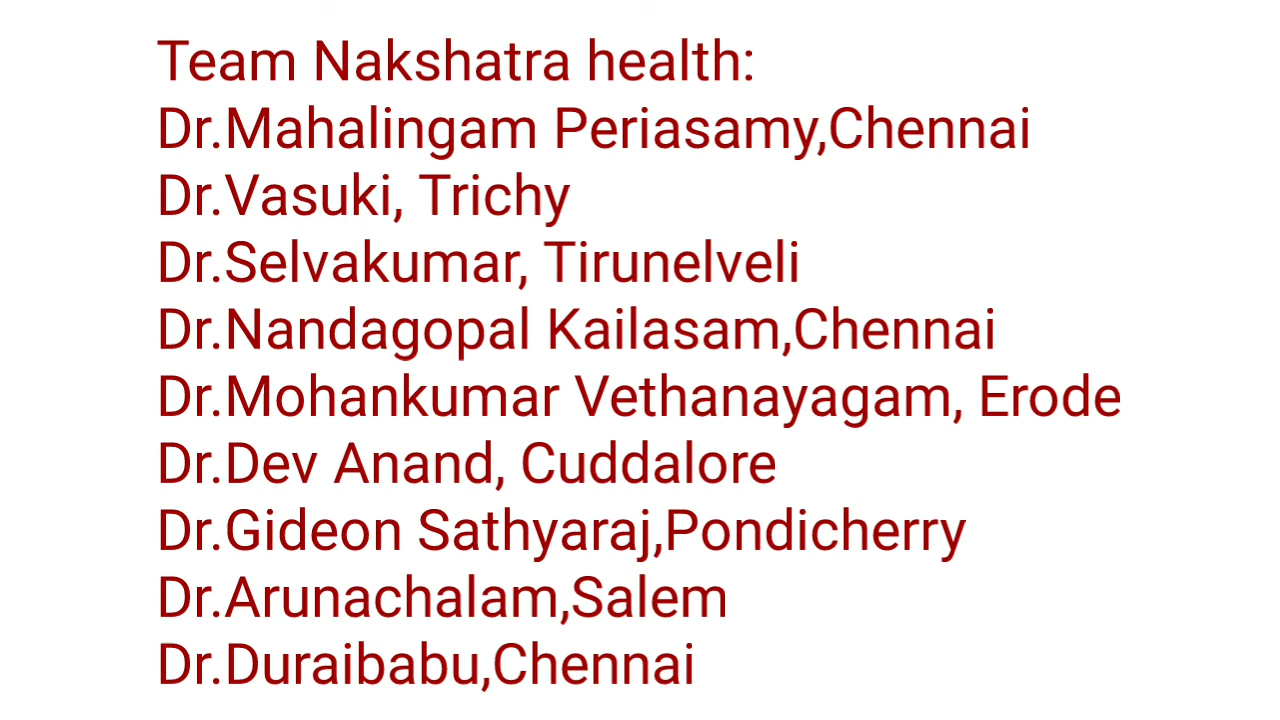 Team Nakshatra health:
Dr.Mahalingam Periasamy,Chennai
Dr.Vasuki, Trichy
Dr.Selvakumar, Tirunelveli
Dr.Nandagopal Kailasam,Chennai
Dr.Mohankumar Vethanayagam, Erode
Dr.Dev Anand, Cuddalore
Dr.Gideon Sathyaraj,Pondicherry
Dr.Arunachalam,Salem
Dr.Duraibabu,Chennai